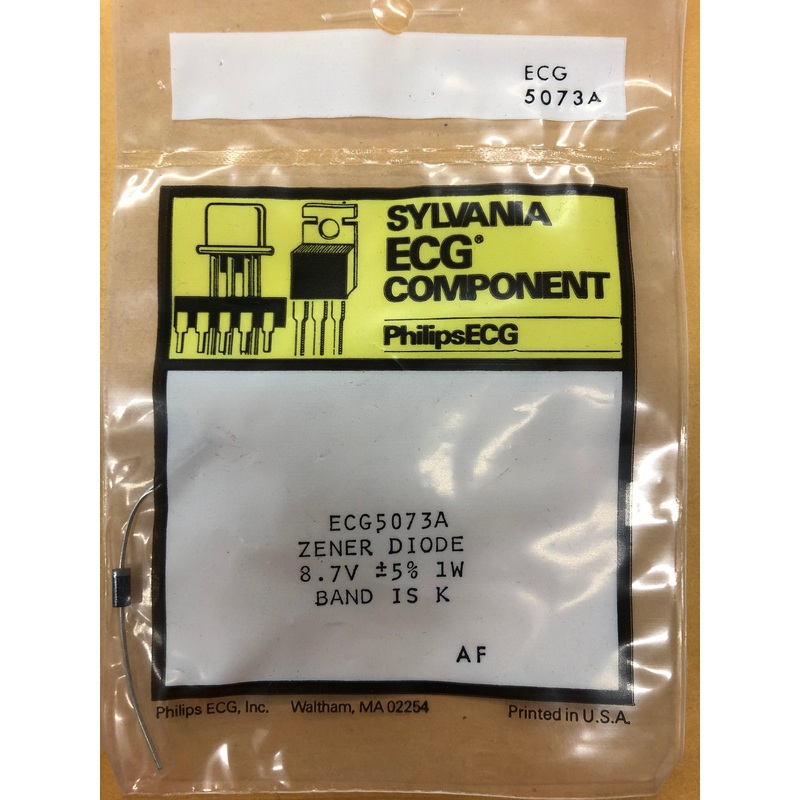 ECG
5073A
SYLVANIA
ECG®
COMPONENT
PhilipsECG
ECG5073A
ZENER DIODE
8.7V ±5% 1W
BAND IS K
AF
Philips ECG, Inc. Waltham, MA 02254 Printed in U.S.A.